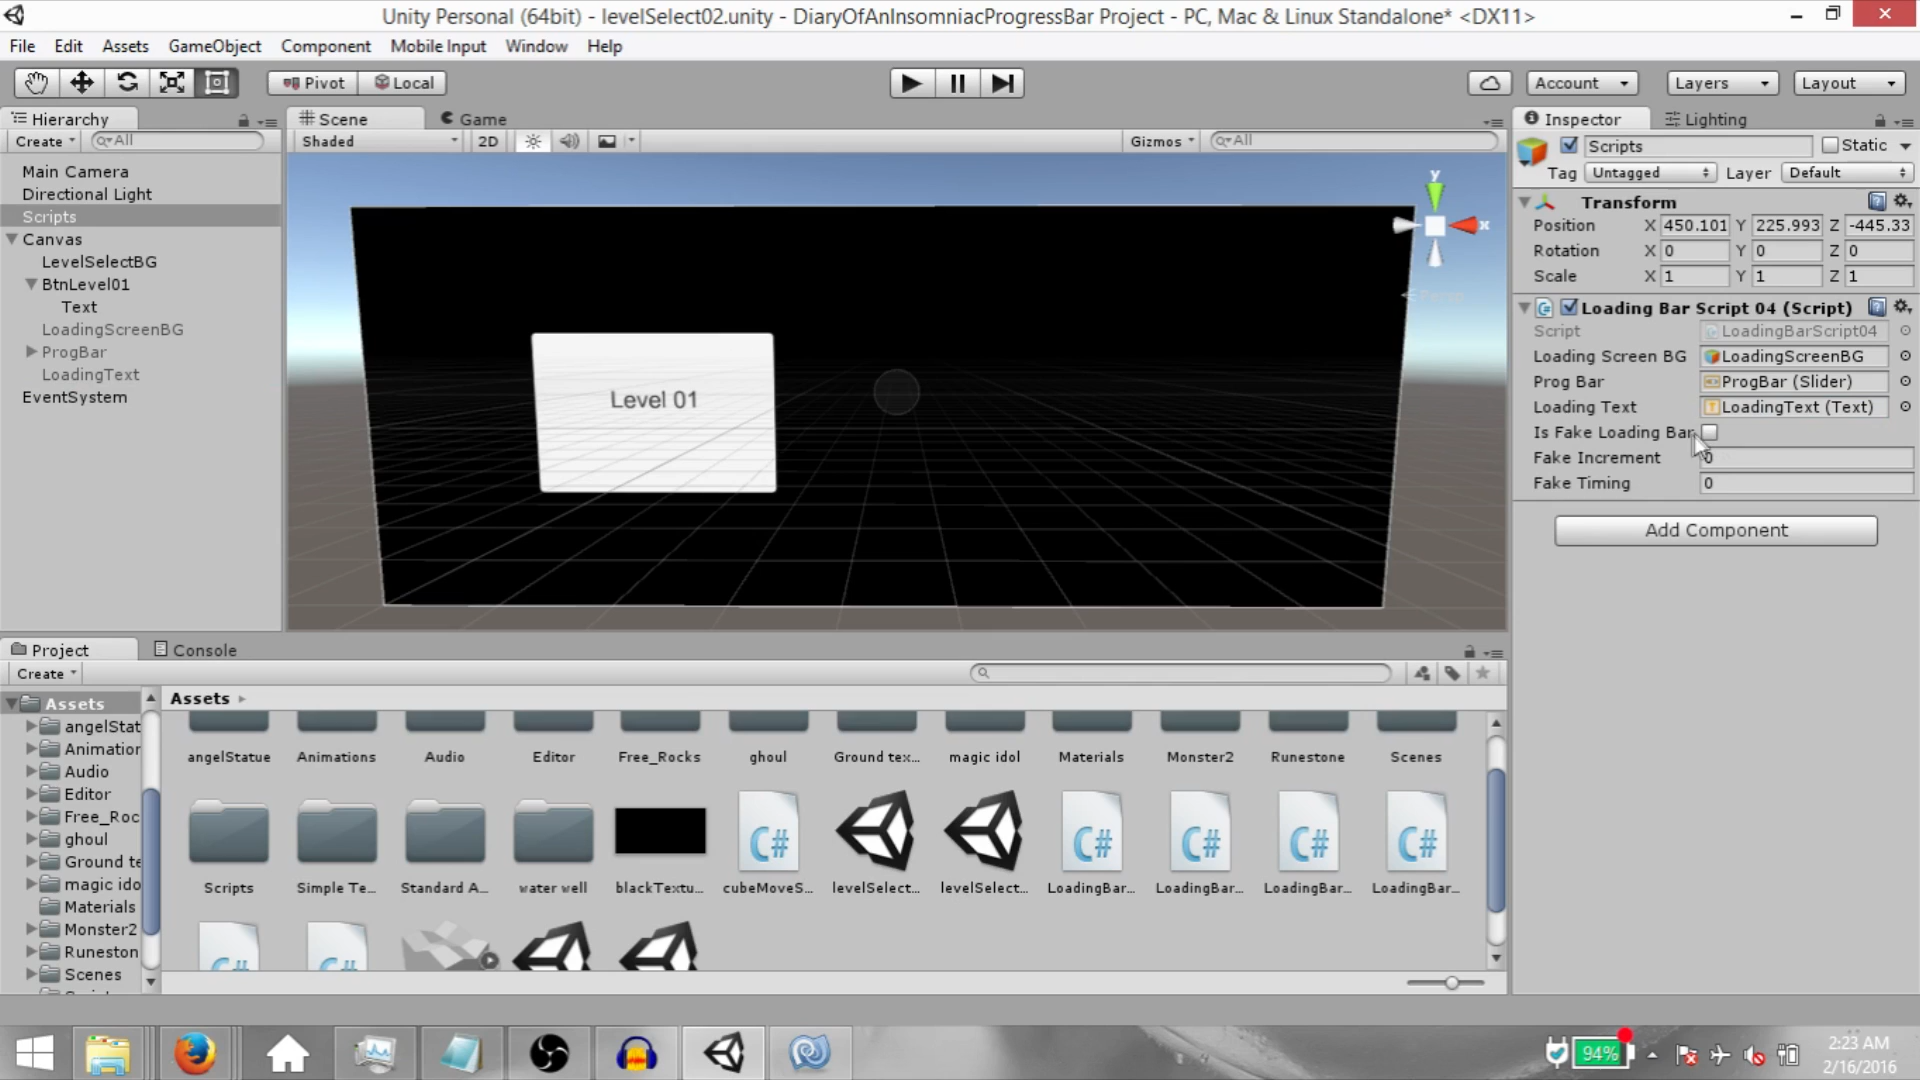 Unity Personal (64bit) - levelSelect02.unity - DiaryOfAnInsomniacProgressBar Project - PC, Mac & Linux Standalone* <DX11>
File Edit Assets GameObject Component Mobile Input Window Help
Pivot Local Account Layers Layout
Hierarchy
Create All
Main Camera
Directional Light
Scripts
Canvas
LevelSelectBG
BtnLevel01
Text
LoadingScreenBG
ProgBar
LoadingText
EventSystem
Scene Game
Shaded 2D Gizmos All
y
x
Level 01
Inspector Lighting
Scripts Static
Tag Untagged Layer Default
Transform
Position X 450.101 Y 225.993 Z -445.33
Rotation X 0 Y 0 Z 0
Scale X 1 Y 1 Z 1
Loading Bar Script 04 (Script)
Script LoadingBarScript04
Loading Screen BG LoadingScreenBG
Prog Bar ProgBar (Slider)
Loading Text LoadingText (Text)
Is Fake Loading Bar
Fake Increment 0
Fake Timing 0
Add Component
Project Console
Create
Assets
angelStat
Animation
Audio
Editor
Free_Roc
ghoul
Ground te
magic ido
Materials
Monster2
Runeston
Scenes
Assets
angelStatue Animations Audio Editor Free_Rocks ghoul Ground tex... magic idol Materials Monster2 Runestone Scenes
C# C# C# C# C#
Scripts Simple Te... Standard A... water well blackTextu... cubeMoveS... levelSelect... levelSelect... LoadingBar... LoadingBar... LoadingBar... LoadingBar...
94%
2:23 AM
2/16/2016